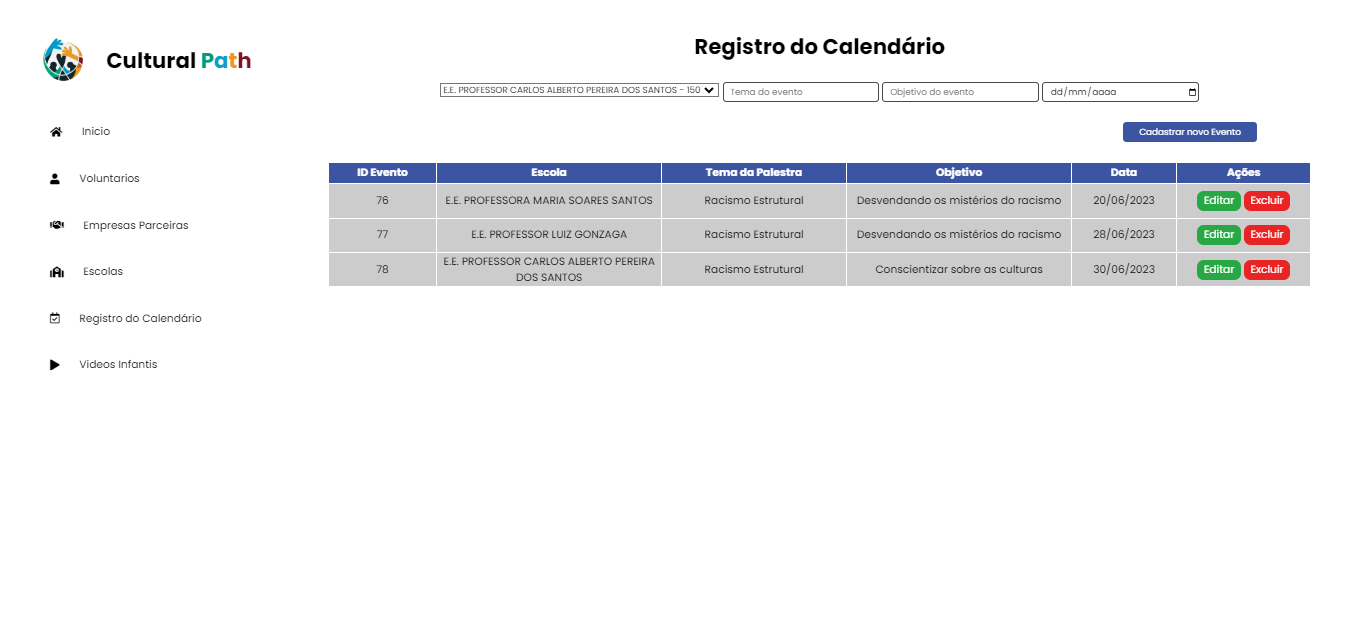 Cultural Path
Registro do Calendário
E.E. PROFESSOR CARLOS ALBERTO PEREIRA DOS SANTOS - 150 Tema do evento Objetivo do evento dd/mm/aaaa
Cadastrar novo Evento
Inicio
Voluntarios
Empresas Parceiras
Escolas
Registro do Calendário
Videos Infantis
ID Evento Escola Tema da Palestra Objetivo Data Ações
76 E.E. PROFESSORA MARIA SOARES SANTOS Racismo Estrutural Desvendando os mistérios do racismo 20/06/2023 Editar Excluir
77 E.E. PROFESSOR LUIZ GONZAGA Racismo Estrutural Desvendando os mistérios do racismo 28/06/2023 Editar Excluir
78 E.E. PROFESSOR CARLOS ALBERTO PEREIRA
DOS SANTOS Racismo Estrutural Conscientizar sobre as culturas 30/06/2023 Editar Excluir